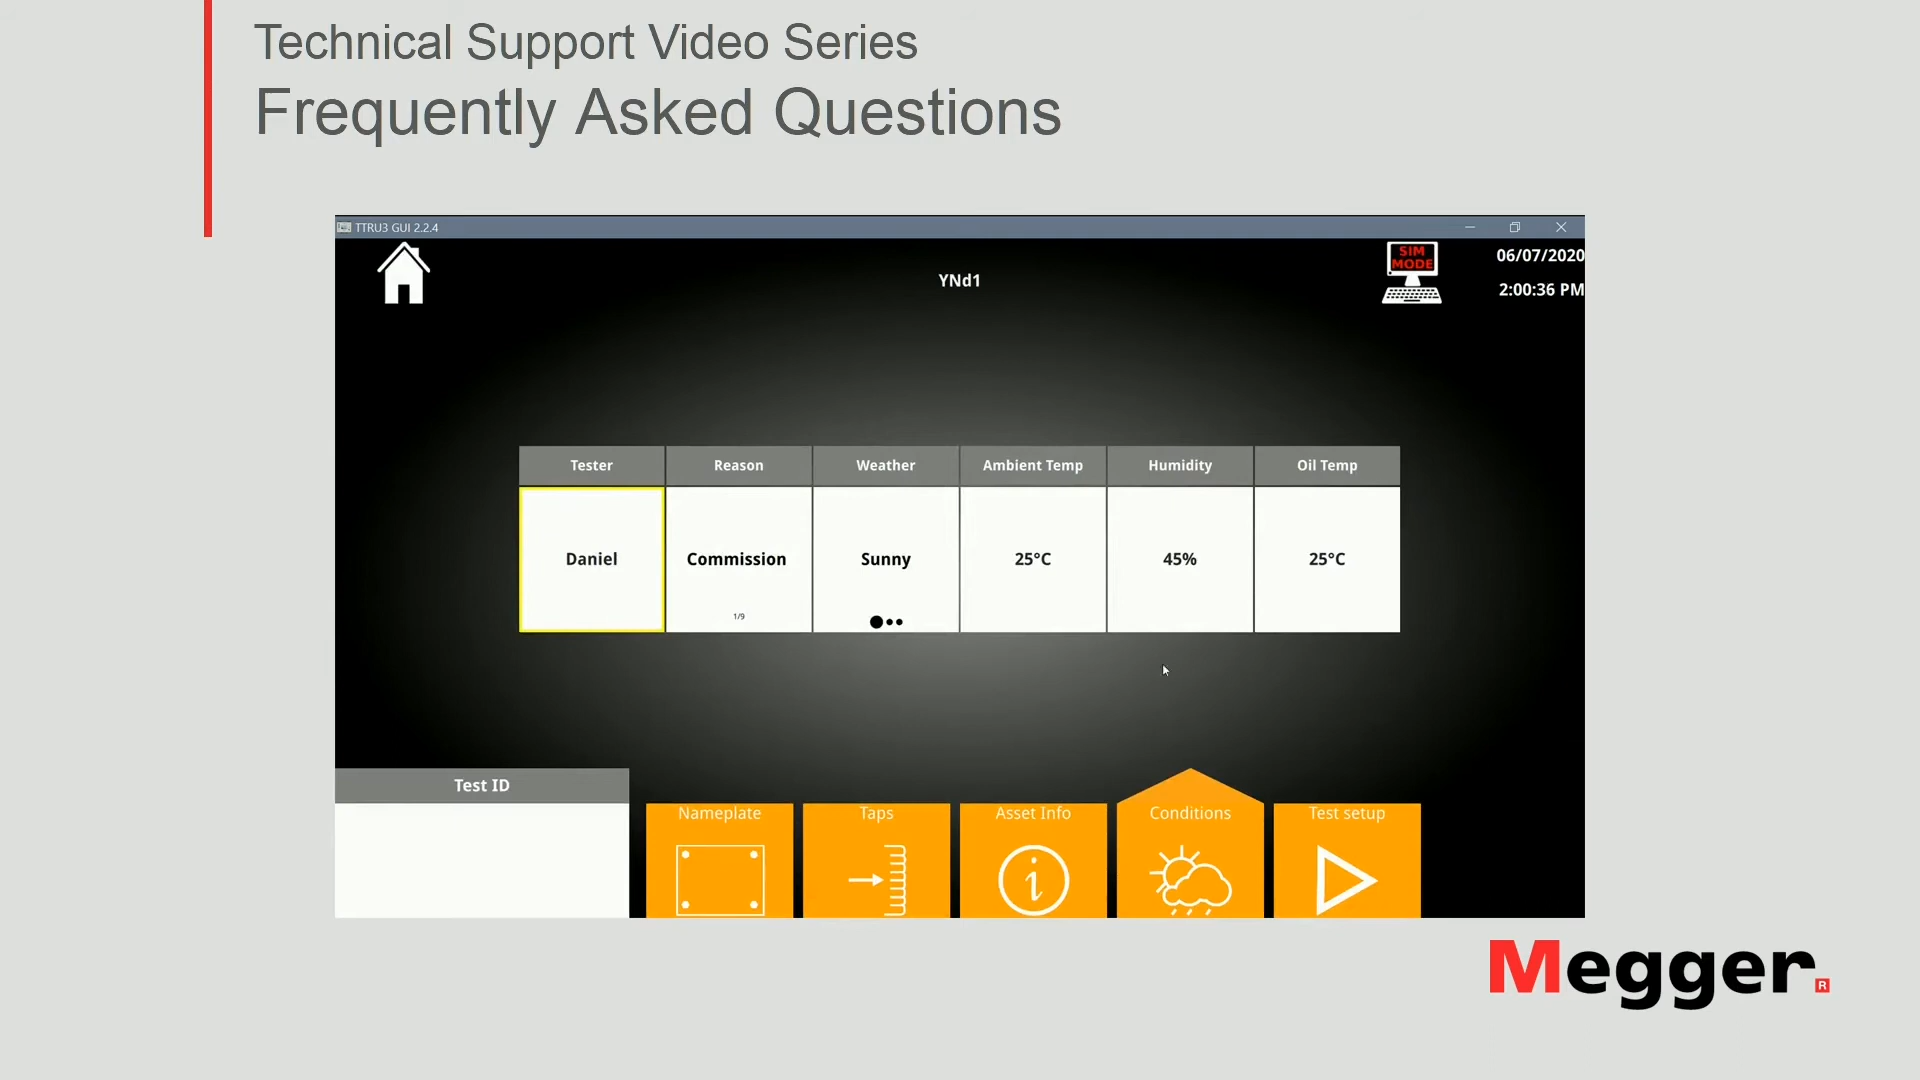 Technical Support Video Series
Frequently Asked Questions
TTRU3 GUI 2.2.4
YNd1
SIM
MODE
06/07/2020
2:00:36 PM
Tester Reason Weather Ambient Temp Humidity Oil Temp
Daniel Commission Sunny 25°C 45% 25°C
1/9
Test ID
Nameplate Taps Asset Info Conditions Test setup
i
Megger®